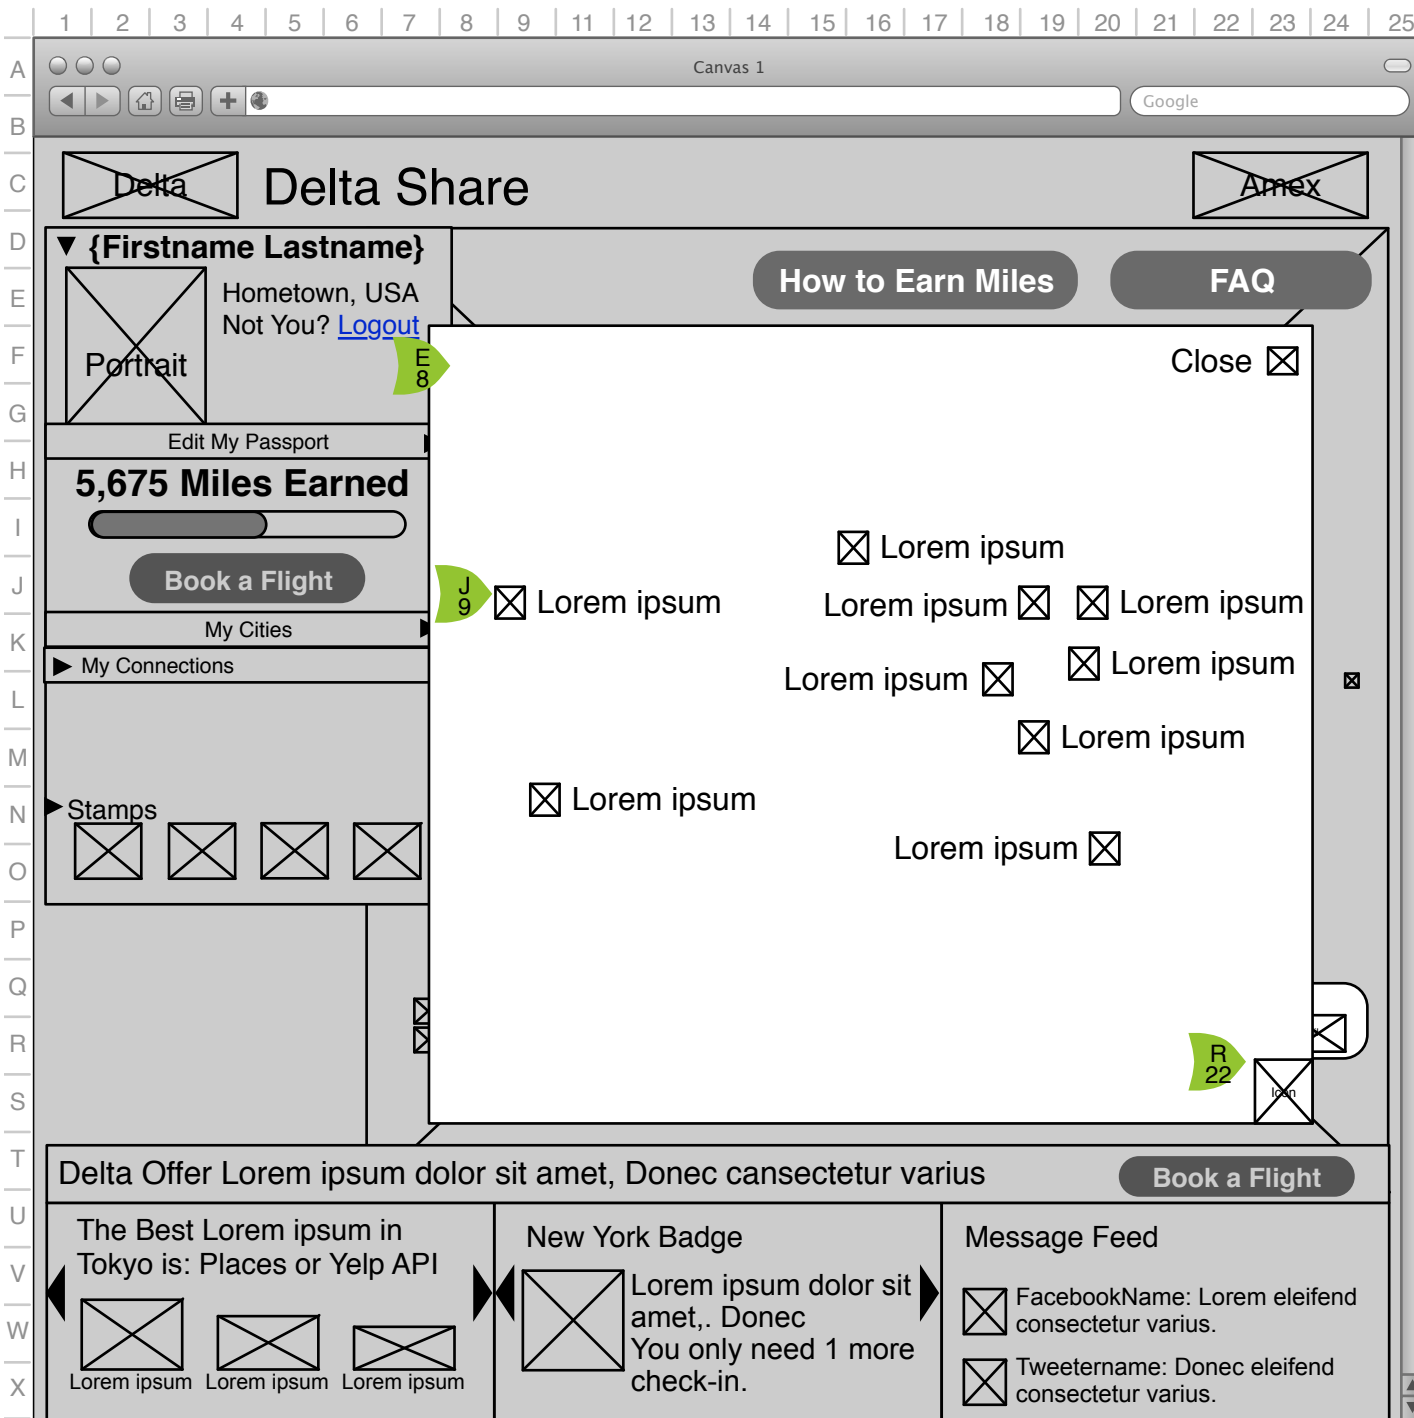 1 2 3 4 5 6 7 8 9 10 11 12 13 14 15 16 17 18 19 20 21 22 23 24 25
A
Canvas 1
Google
B
C
Delta
Delta Share
Amex
D
{Firstname Lastname}
How to Earn Miles
FAQ
E
Hometown, USA
Not You? Logout
F
Portrait
E
8
Close
G
Edit My Passport
H
5,675 Miles Earned
I
Lorem ipsum
J
Book a Flight
J
9
Lorem ipsum
Lorem ipsum
Lorem ipsum
K
My Cities
My Connections
Lorem ipsum
Lorem ipsum
L
M
Lorem ipsum
N
Stamps
Lorem ipsum
O
Lorem ipsum
P
Q
R
R
22
S
Icon
T
Delta Offer Lorem ipsum dolor sit amet, Donec cansectetur varius
Book a Flight
U
The Best Lorem ipsum in
Tokyo is: Places or Yelp API
V
W
X
Lorem ipsum Lorem ipsum Lorem ipsum
New York Badge
Lorem ipsum dolor sit
amet,. Donec
You only need 1 more
check-in.
Message Feed
FacebookName: Lorem eleifend
consectetur varius.
Tweetername: Donec eleifend
consectetur varius.